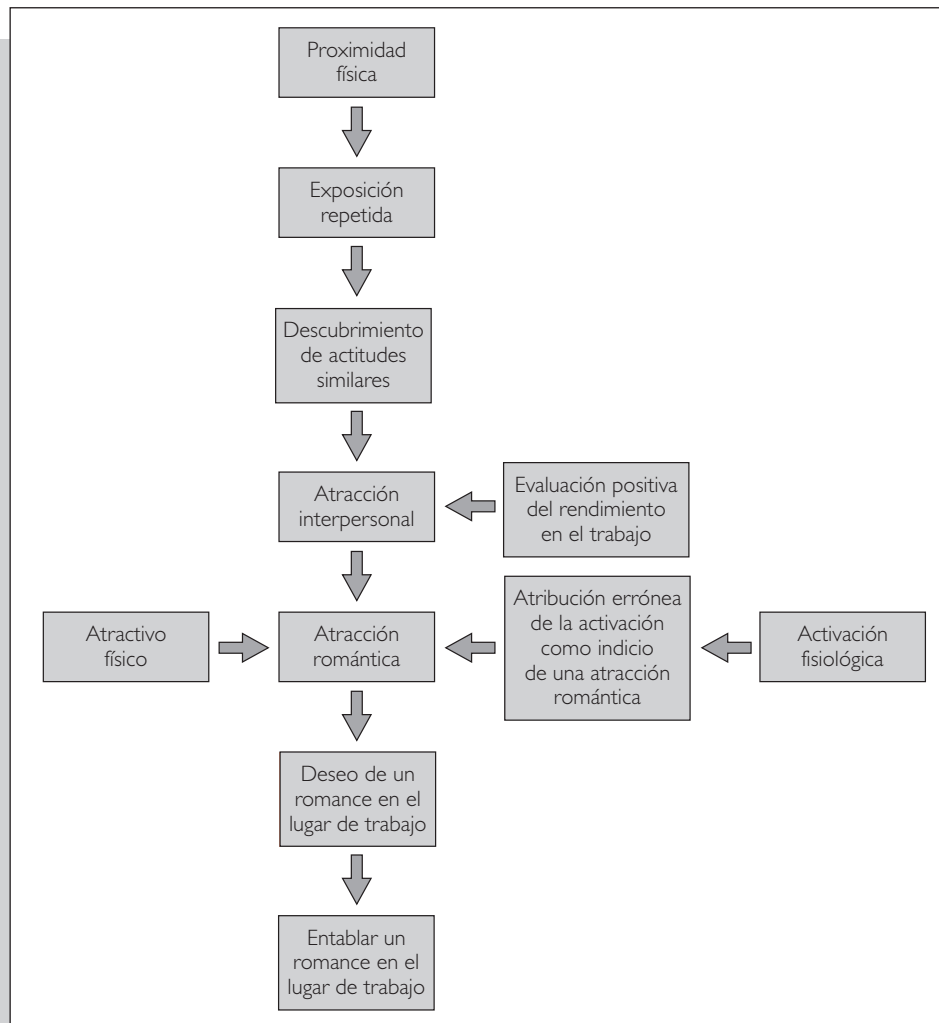 Proximidad
física
Exposición
repetida
Descubrimiento
de actitudes
similares
Atracción
interpersonal
Evaluación positiva
del rendimiento
en el trabajo
Atractivo
físico
Atracción
romántica
Atribución errónea
de la activación
como indicio
de una atracción
romántica
Activación
fisiológica
Deseo de un
romance en el
lugar de trabajo
Entablar un
romance en el
lugar de trabajo